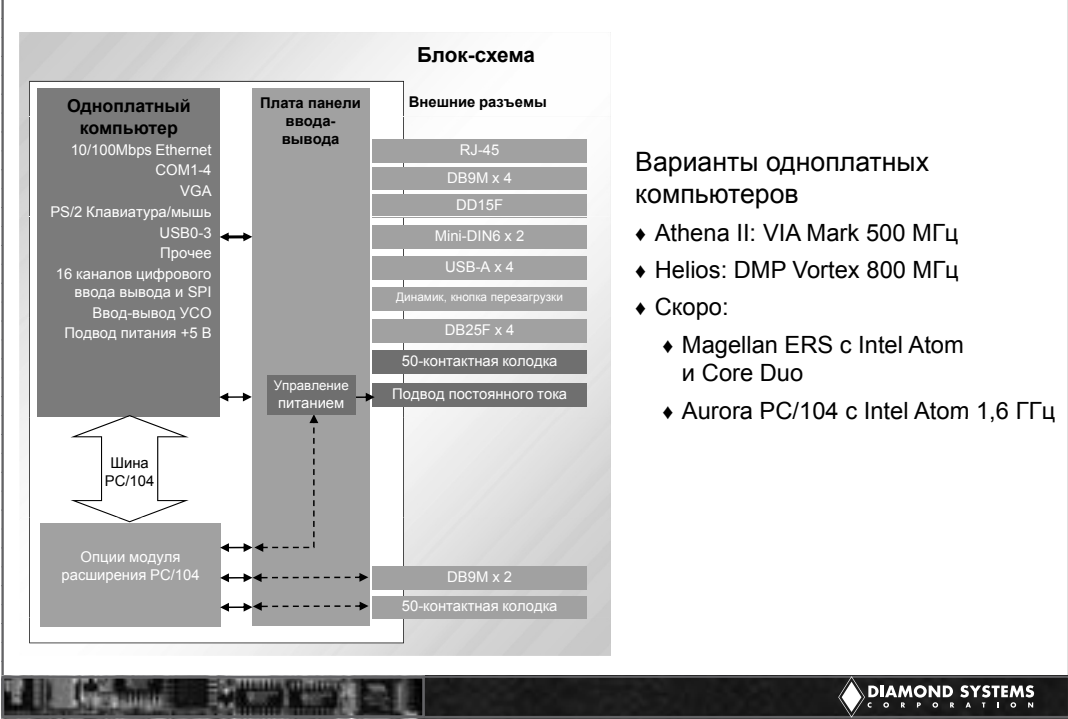 Блок-схема
Одноплатный
компьютер
10/100Mbps Ethernet
COM1-4
VGA
PS/2 Клавиатура/мышь
USB0-3
Прочее
16 каналов цифрового
ввода вывода и SPI
Ввод-вывод УСО
Подвод питания +5 В
Плата панели
ввода-
вывода
Внешние разъемы
RJ-45
DB9M x 4
DD15F
Mini-DIN6 x 2
USB-A x 4
Динамик, кнопка перезагрузки
DB25F x 4
50-контактная колодка
Управление
питанием
Подвод постоянного тока
Шина
PC/104
Опции модуля
расширения PC/104
DB9M x 2
50-контактная колодка
Варианты одноплатных
компьютеров
♦ Athena II: VIA Mark 500 МГц
♦ Helios: DMP Vortex 800 МГц
♦ Скоро:
♦ Magellan ERS с Intel Atom
и Core Duo
♦ Aurora PC/104 с Intel Atom 1,6 ГГц
DIAMOND SYSTEMS
CORPORATION